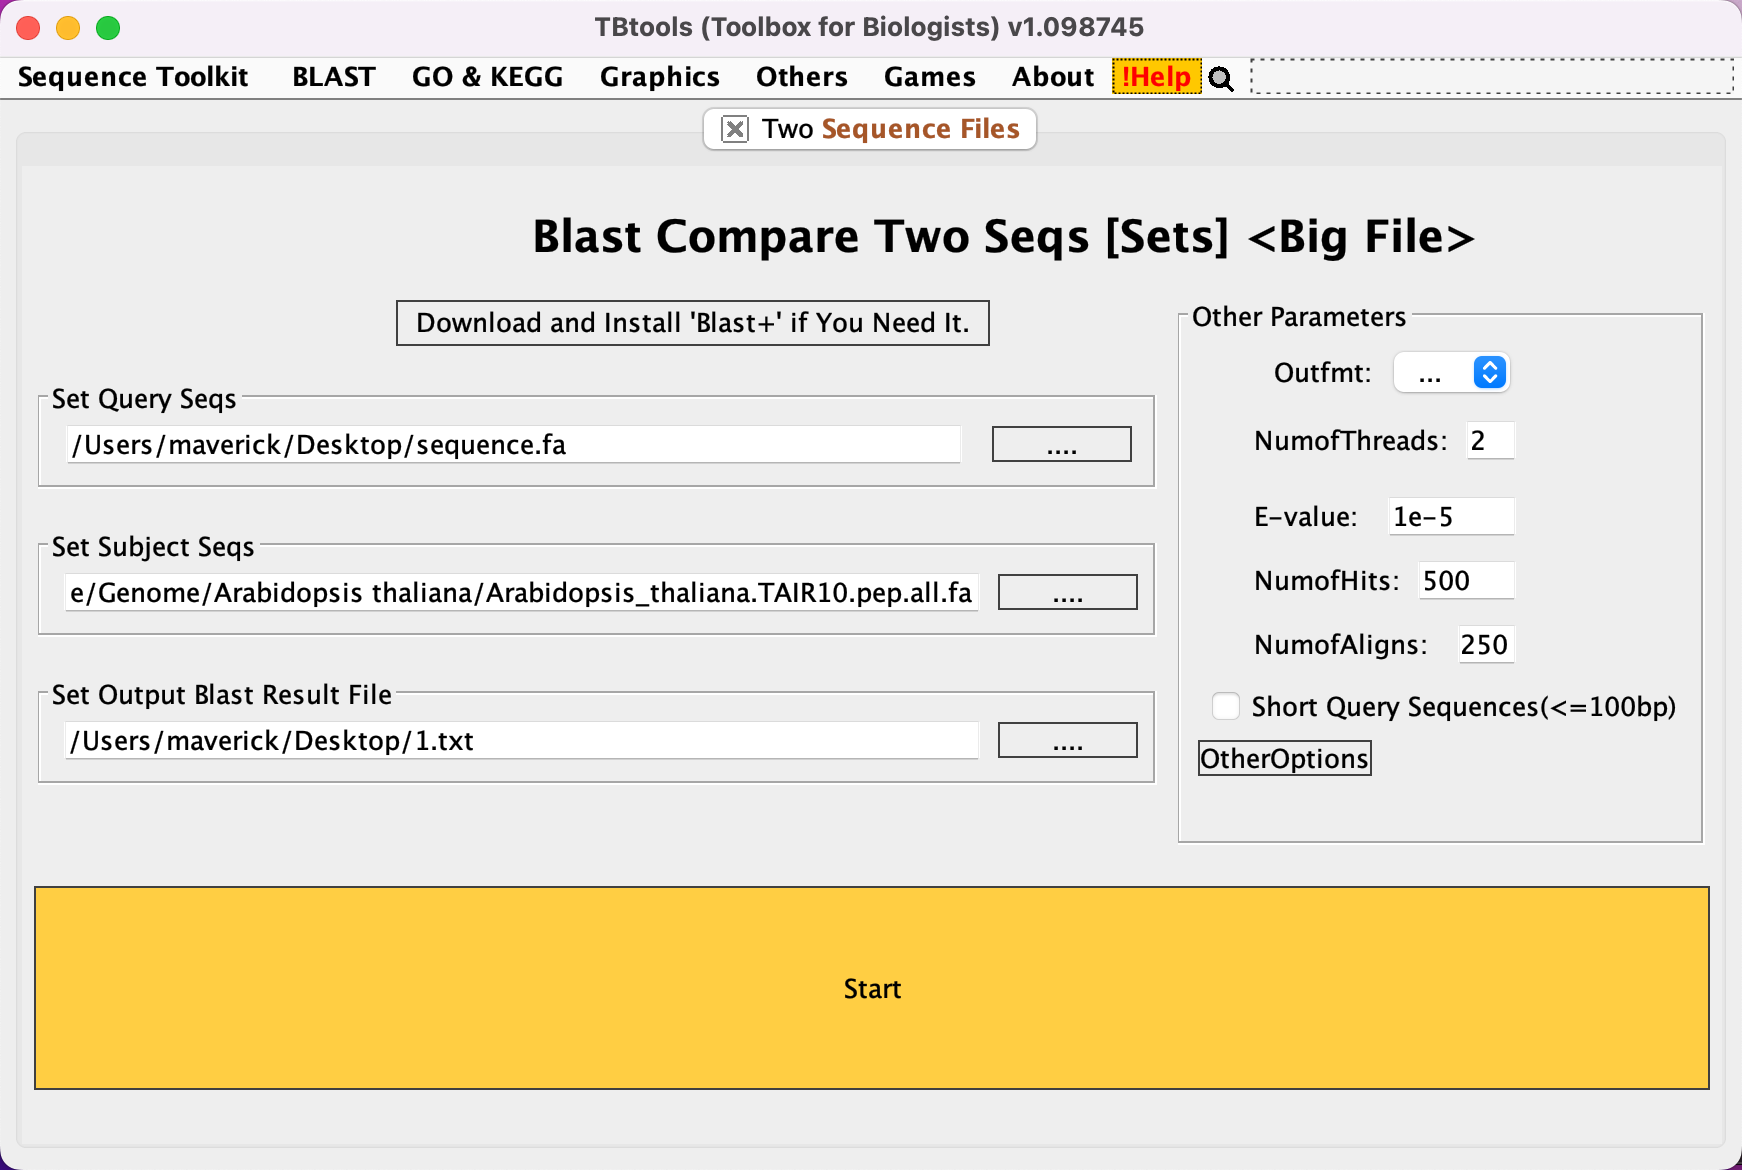 TBtools (Toolbox for Biologists) v1.098745
Sequence Toolkit BLAST GO & KEGG Graphics Others Games About !Help
Two Sequence Files
Blast Compare Two Seqs [Sets] <Big File>
Download and Install 'Blast+' if You Need It.
Set Query Seqs
/Users/maverick/Desktop/sequence.fa
....
Set Subject Seqs
e/Genome/Arabidopsis thaliana/Arabidopsis_thaliana.TAIR10.pep.all.fa
....
Set Output Blast Result File
/Users/maverick/Desktop/1.txt
....
Other Parameters
Outfmt: ...
NumofThreads: 2
E-value: 1e-5
NumofHits: 500
NumofAligns: 250
Short Query Sequences(<=100bp)
OtherOptions
Start